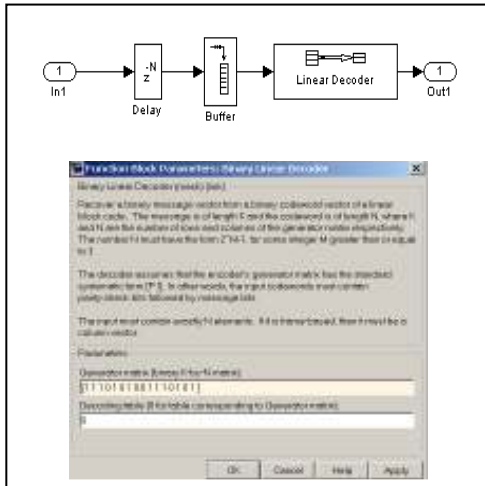 1
In1
-N
z
Delay
Buffer
Linear Decoder
1
Out1
Function Block Parameters: Binary Linear Decoder
Binary Linear Decoder (mask) (link)
Recover a binary message vector from a binary codeword vector of a linear
block code. The message is of length K and the codeword is of length N, where K
and N are the number of rows and columns of the generator matrix respectively.
The number N must have the form 2^M-1, for some integer M greater than or equal
to 3.
The decoder assumes that the encoder's generator matrix has the standard
systematic form [P I]. In other words, the input codewords must contain
parity-check bits followed by message bits.
The input must contain exactly N elements. If it is frame-based, then it must be a
column vector.
Parameters
Generator matrix (binary K-by-N matrix):
Decoding table (0 for table corresponding to Generator matrix):
0
OK Cancel Help Apply